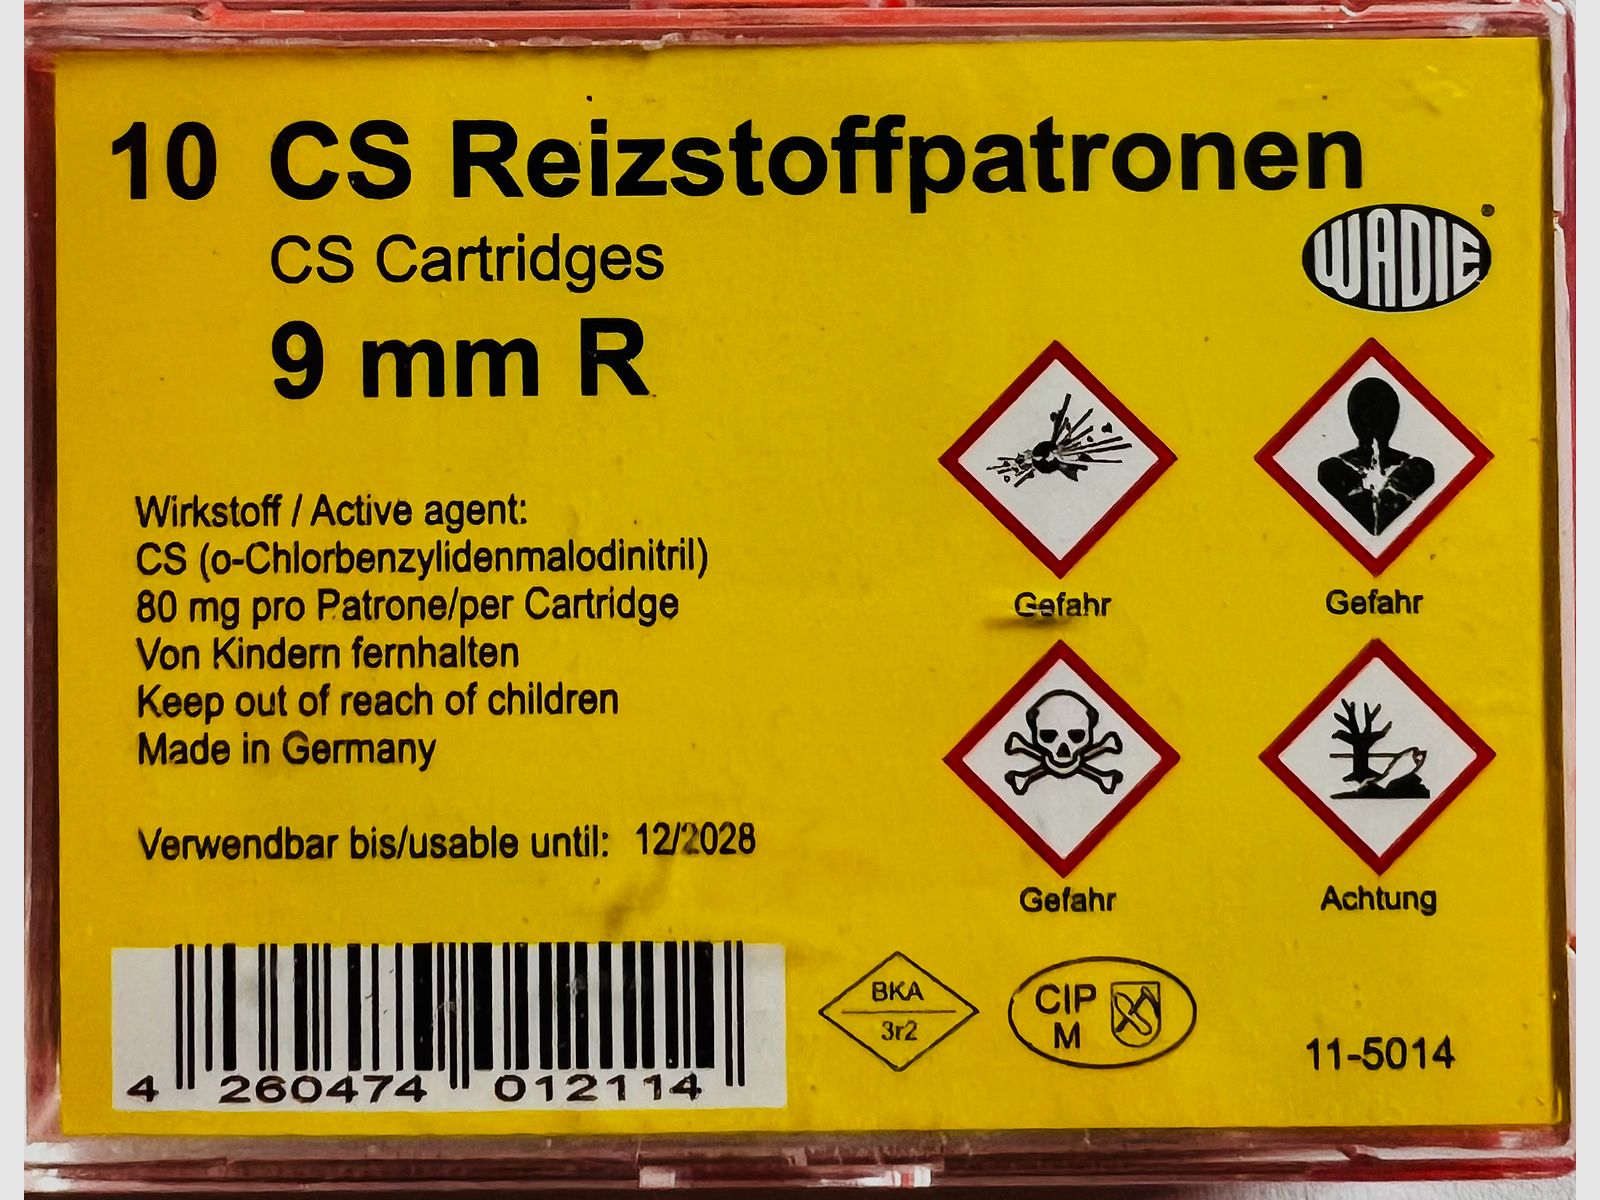 10 CS Reizstoffpatronen
CS Cartridges
WADIE
9 mm R
Wirkstoff / Active agent:
CS (o-Chlorbenzylidenmalodinitril)
80 mg pro Patrone/per Cartridge
Von Kindern fernhalten
Keep out of reach of children
Made in Germany
Verwendbar bis/usable until: 12/2028
Gefahr
Gefahr
Gefahr
Achtung
4 260474 012114
BKA
3r2
CIP
M
11-5014